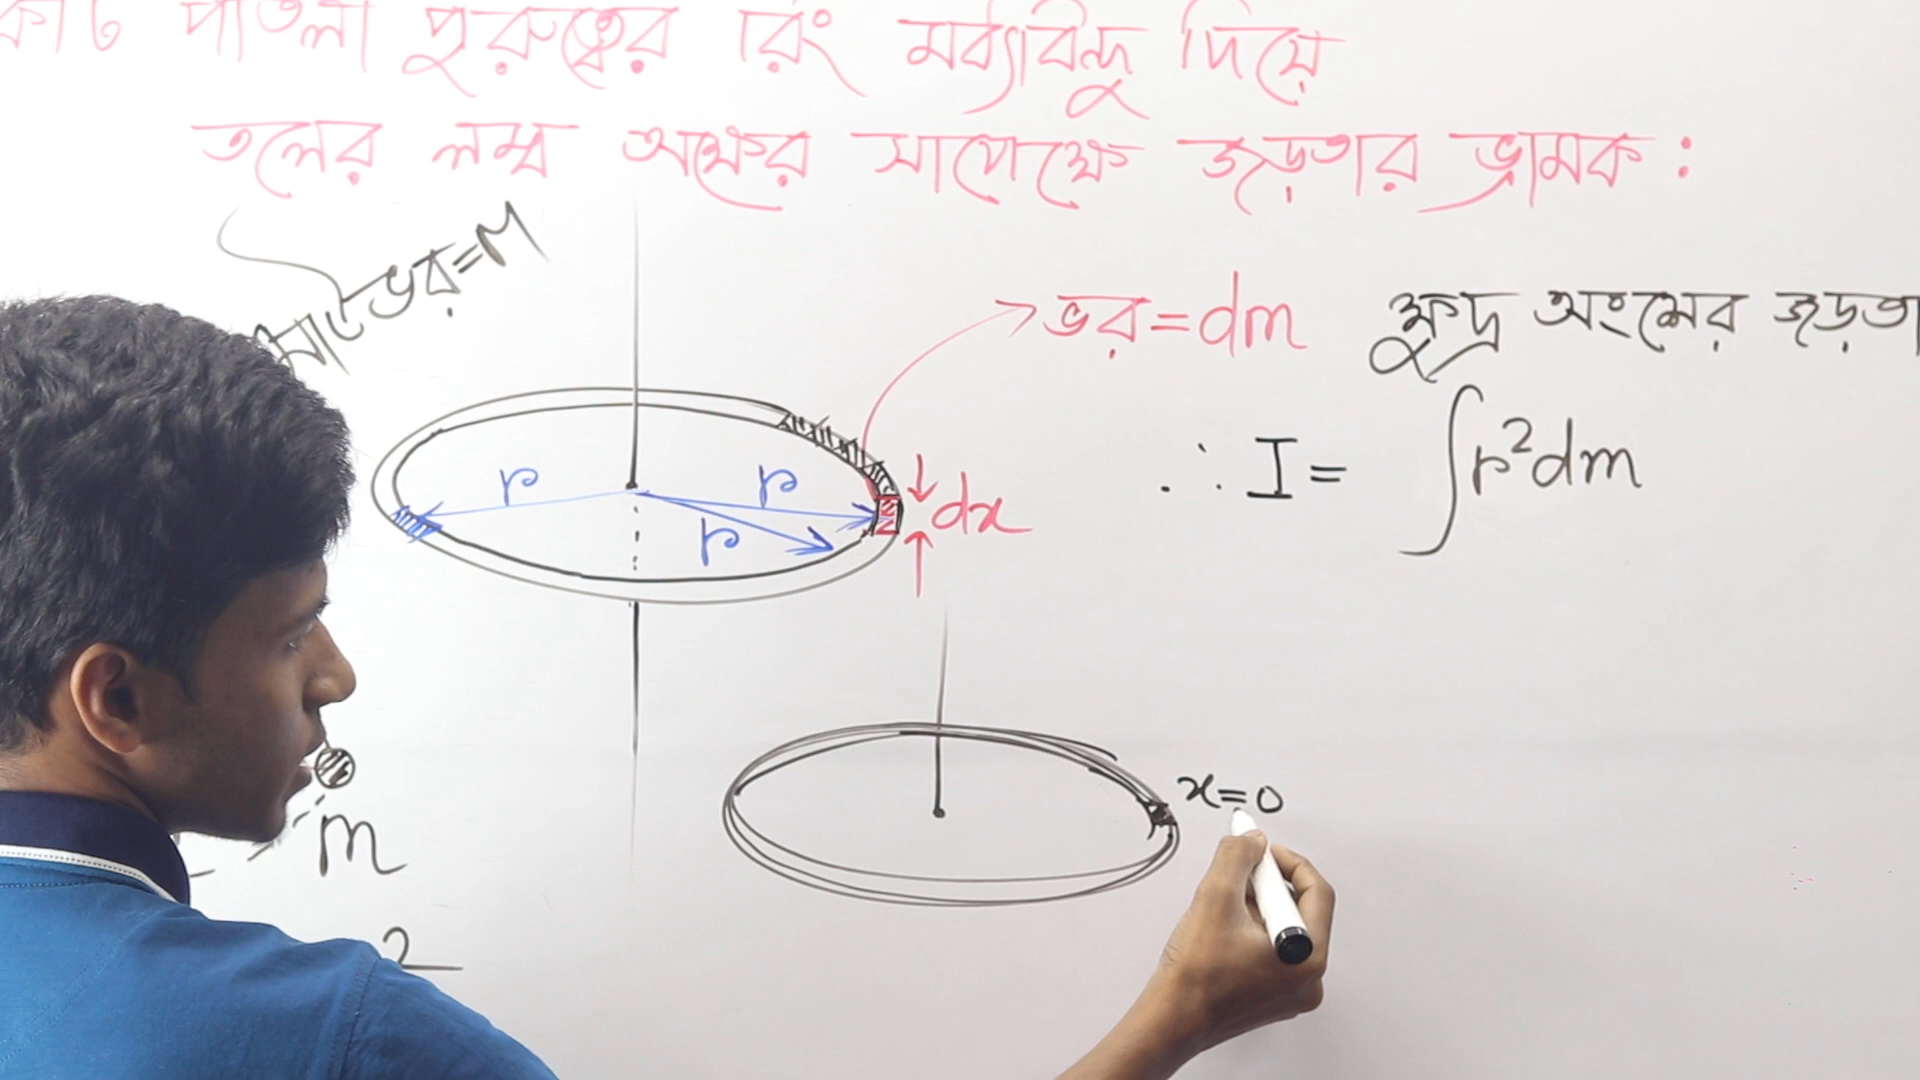 পাতলা পুরুত্বের রিং মধ্যবিন্দু দিয়ে
তলের লম্ব অক্ষের সাপেক্ষে জড়তার ভ্রামক :
ভর=M
ভর=dm
ক্ষুদ্র অংশের জড়তা
∴ I = ∫r²dm
r
r
r
dx
x=0
m
2